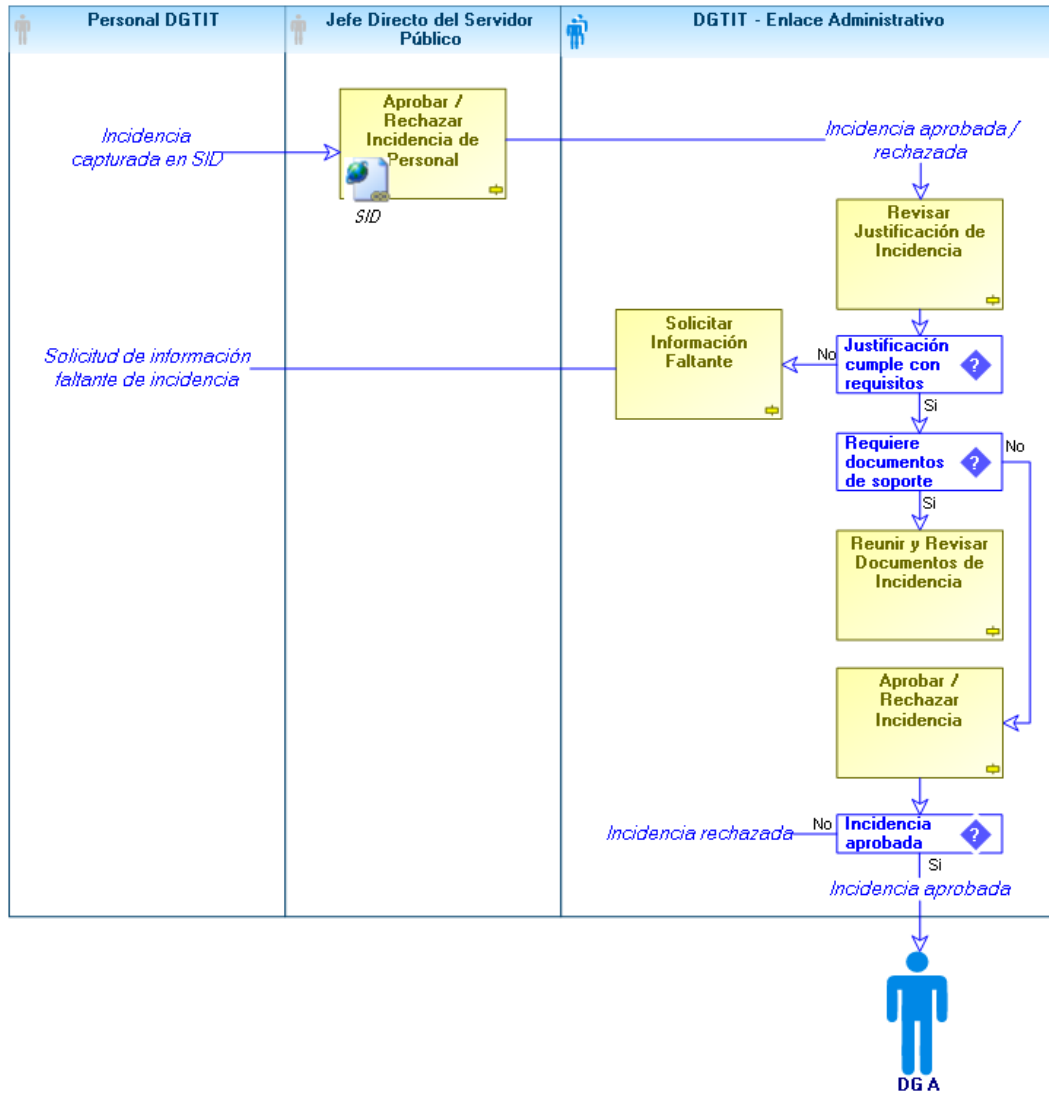 Personal DGTIT
Jefe Directo del Servidor
Público
DGTIT - Enlace Administrativo
Incidencia
capturada en SID
Aprobar /
Rechazar
Incidencia de
Personal
SID
Incidencia aprobada /
rechazada
Revisar
Justificación de
Incidencia
Solicitud de información
faltante de incidencia
Solicitar
Información
Faltante
No
Justificación
cumple con
requisitos
?
Si
Requiere
documentos
de soporte
?
No
Si
Reunir y Revisar
Documentos de
Incidencia
Aprobar /
Rechazar
Incidencia
Incidencia rechazada
No
Incidencia
aprobada
?
Si
Incidencia aprobada
DG A